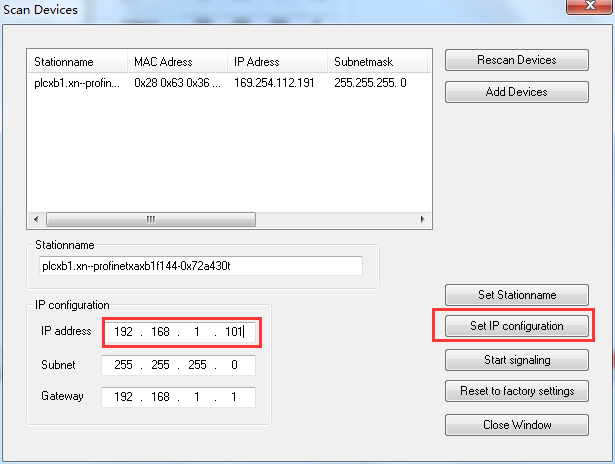 Scan Devices
Stationname MAC Adress IP Adress Subnetmask
plcxb1.xn--profin... 0x28 0x63 0x36 ... 169.254.112.191 255.255.255. 0
Rescan Devices
Add Devices
Stationname
plcxb1.xn--profinetxaxb1f144-0x72a430t
IP configuration
IP address 192 . 168 . 1 . 101
Subnet 255 . 255 . 255 . 0
Gateway 192 . 168 . 1 . 1
Set Stationname
Set IP configuration
Start signaling
Reset to factory settings
Close Window